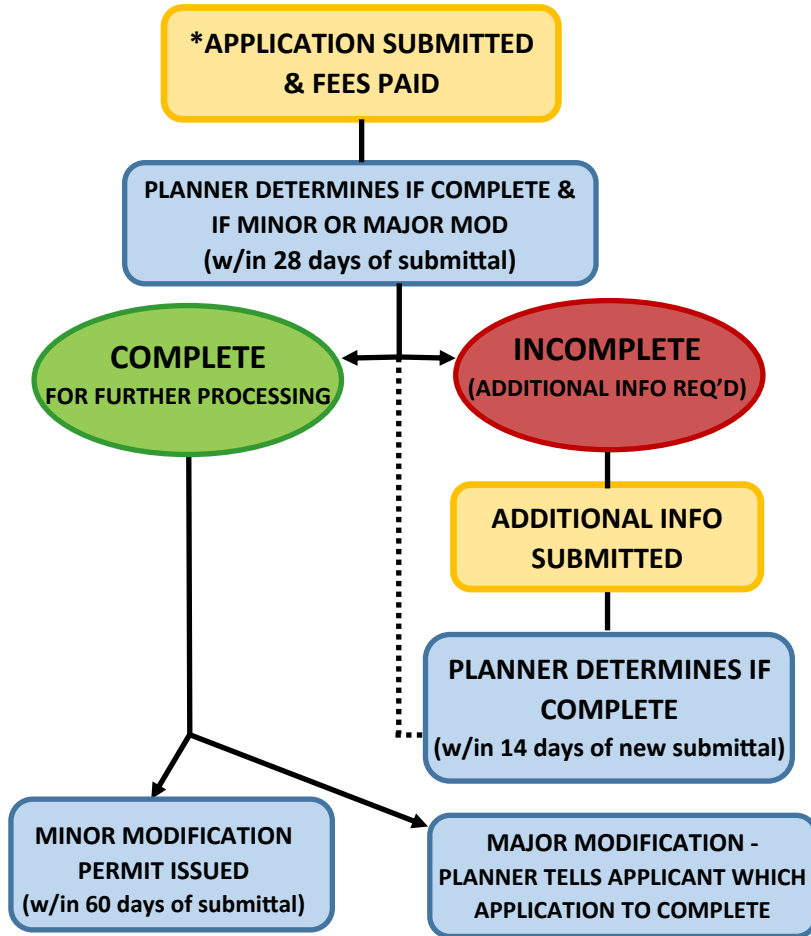 *APPLICATION SUBMITTED
& FEES PAID
PLANNER DETERMINES IF COMPLETE &
IF MINOR OR MAJOR MOD
(w/in 28 days of submittal)
COMPLETE
FOR FURTHER PROCESSING
INCOMPLETE
(ADDITIONAL INFO REQ’D)
ADDITIONAL INFO
SUBMITTED
PLANNER DETERMINES IF
COMPLETE
(w/in 14 days of new submittal)
MINOR MODIFICATION
PERMIT ISSUED
(w/in 60 days of submittal)
MAJOR MODIFICATION -
PLANNER TELLS APPLICANT WHICH
APPLICATION TO COMPLETE